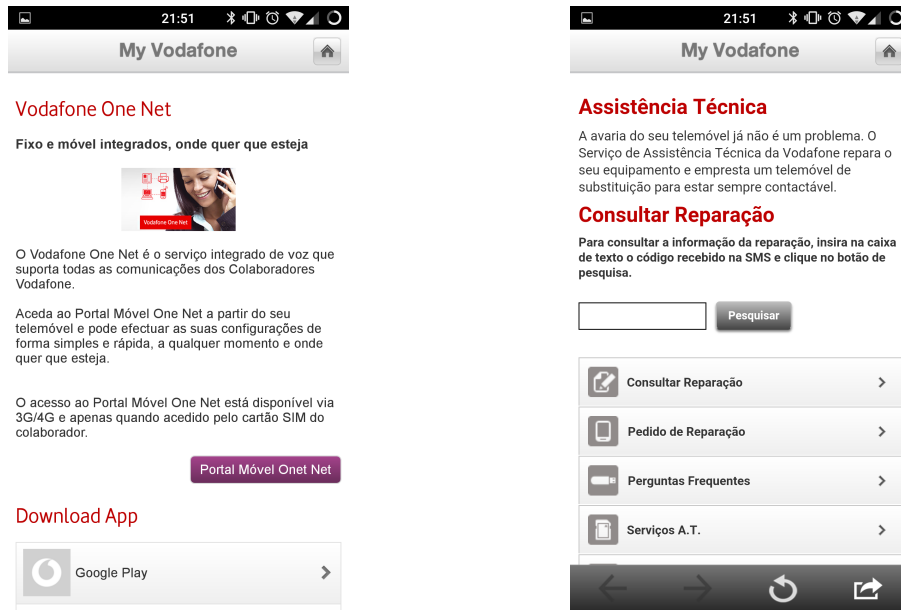 21:51
My Vodafone
Vodafone One Net
Fixo e móvel integrados, onde quer que esteja
Vodafone One Net
O Vodafone One Net é o serviço integrado de voz que
suporta todas as comunicações dos Colaboradores
Vodafone.
Aceda ao Portal Móvel One Net a partir do seu
telemóvel e pode efectuar as suas configurações de
forma simples e rápida, a qualquer momento e onde
quer que esteja.
O acesso ao Portal Móvel One Net está disponível via
3G/4G e apenas quando acedido pelo cartão SIM do
colaborador.
Portal Móvel Onet Net
Download App
Google Play
21:51
My Vodafone
Assistência Técnica
A avaria do seu telemóvel já não é um problema. O
Serviço de Assistência Técnica da Vodafone repara o
seu equipamento e empresta um telemóvel de
substituição para estar sempre contactável.
Consultar Reparação
Para consultar a informação da reparação, insira na caixa
de texto o código recebido na SMS e clique no botão de
pesquisa.
Pesquisar
Consultar Reparação
Pedido de Reparação
Perguntas Frequentes
Serviços A.T.